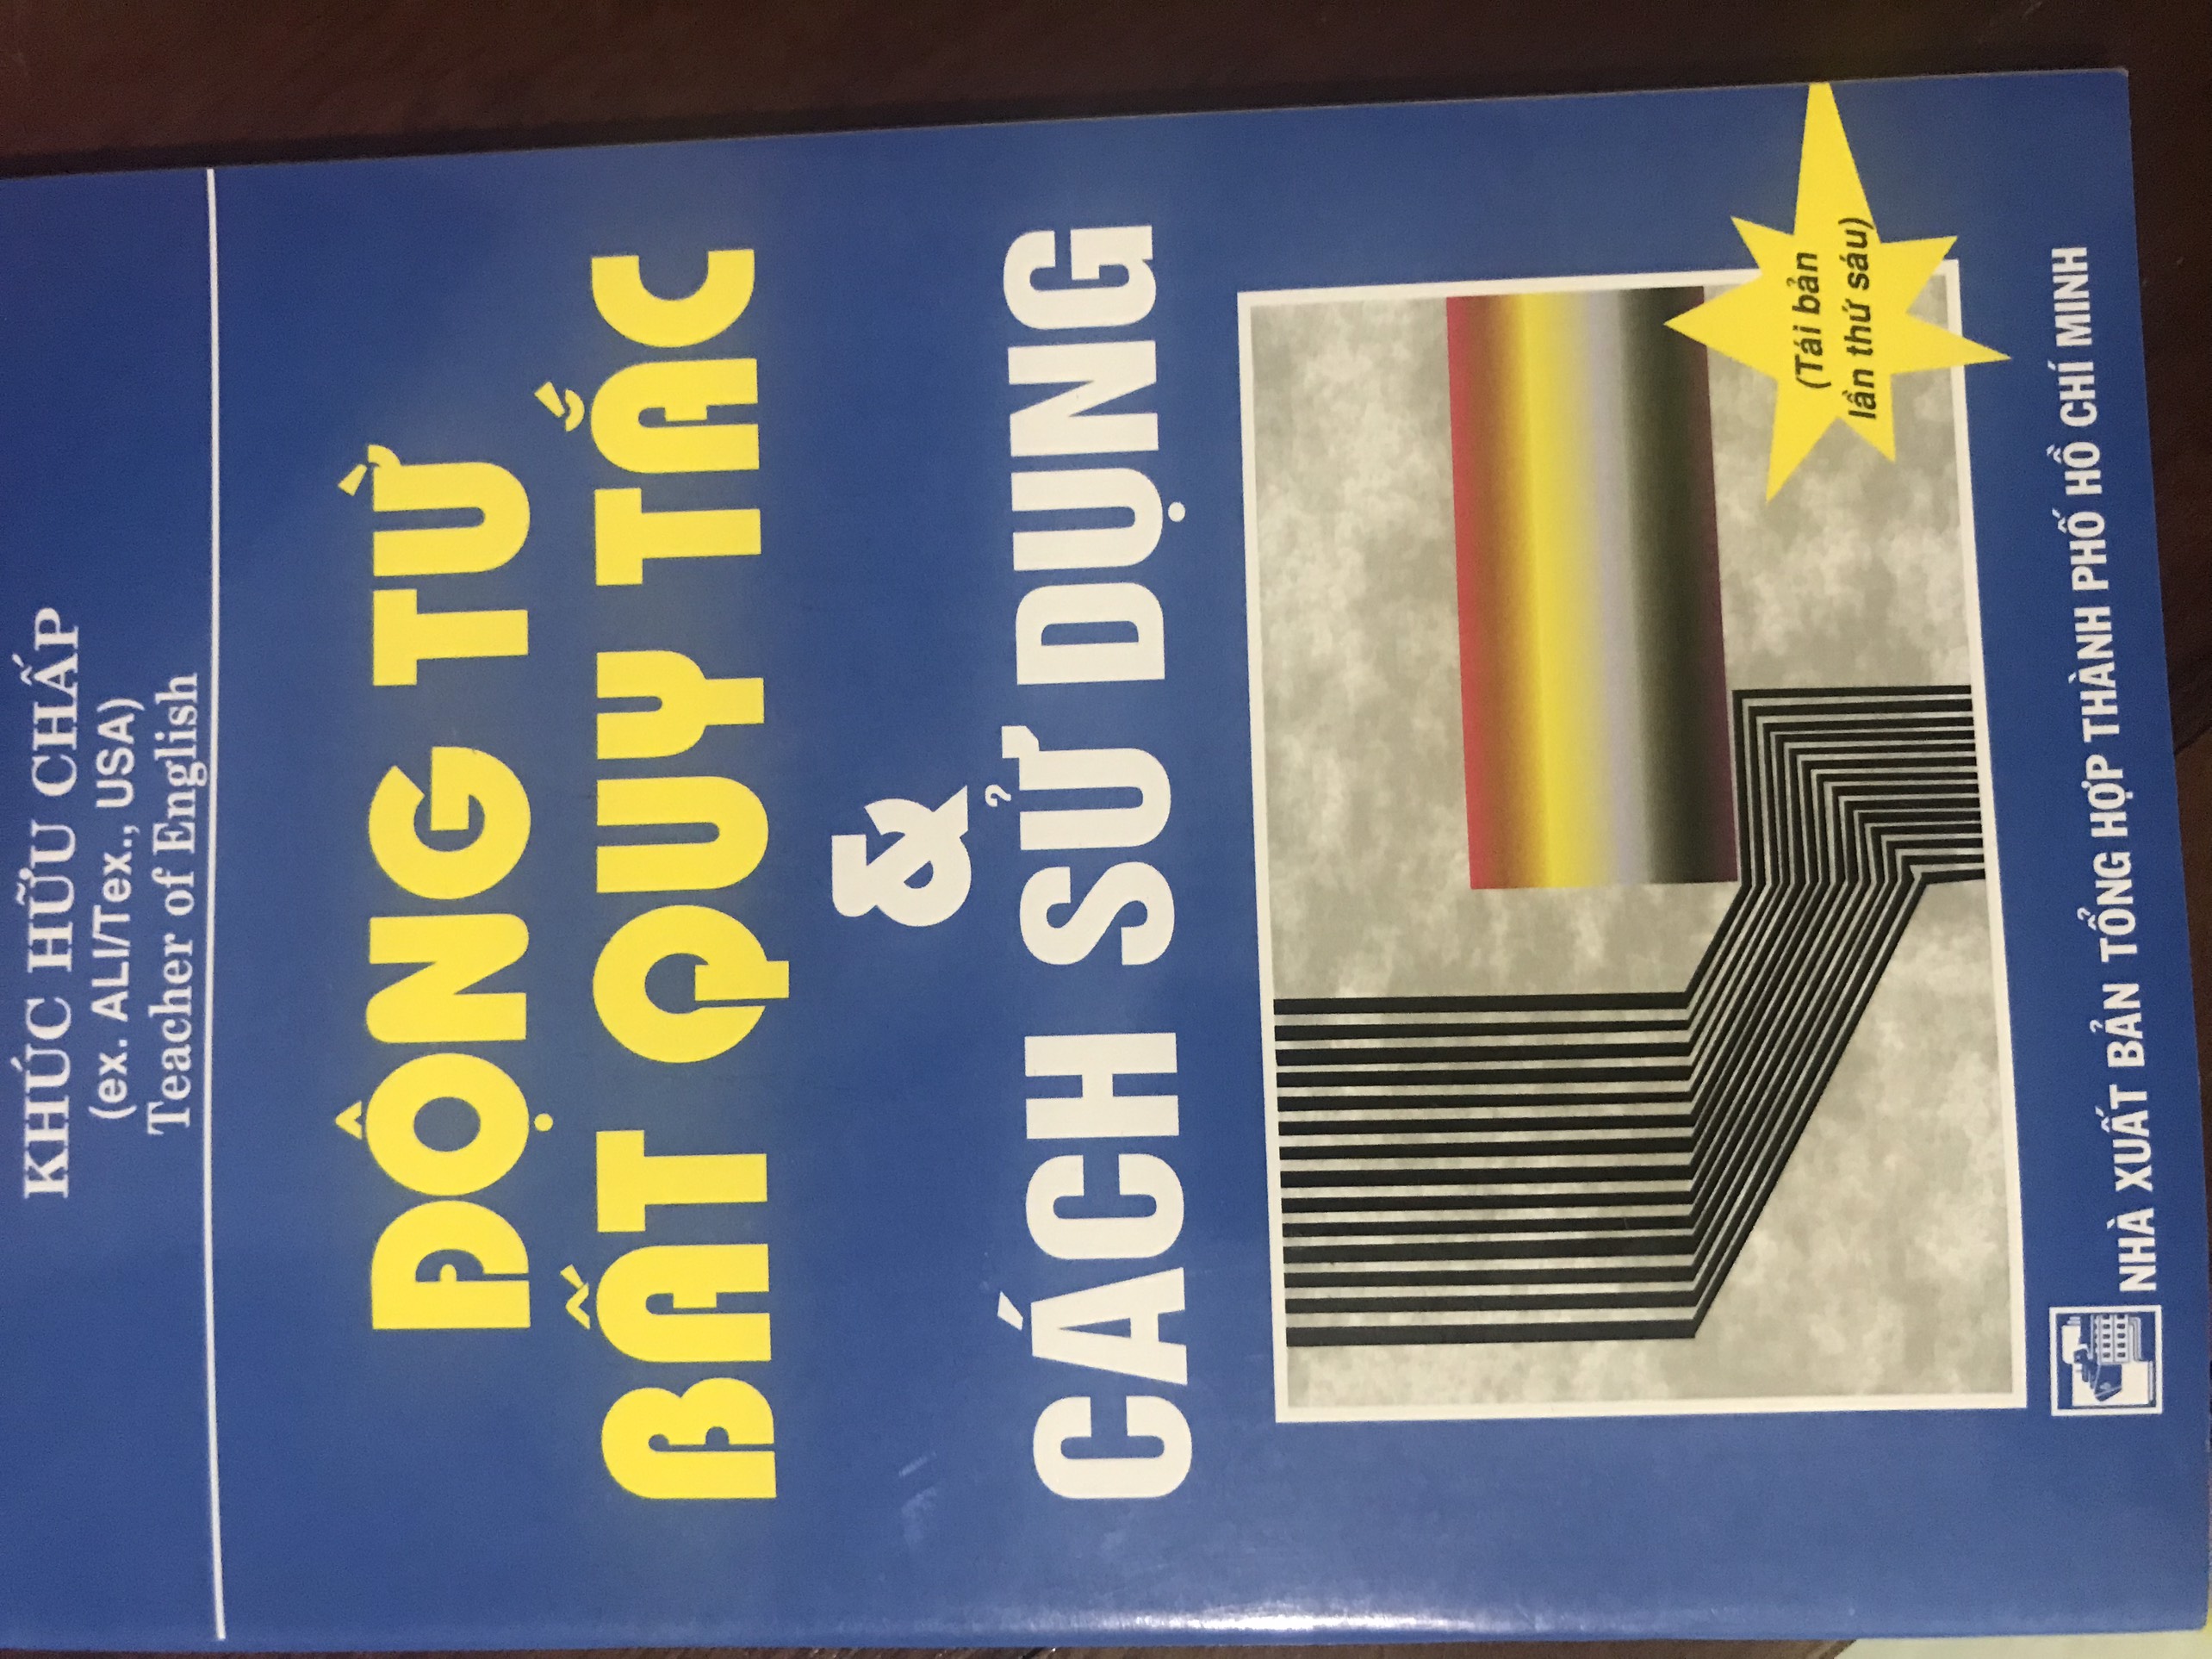 KHÚC HỮU CHẤP
(ex. ALI/Tex., USA)
Teacher of English
ĐỘNG TỪ
BẤT QUY TẮC
&
CÁCH SỬ DỤNG
(Tái bản
lần thứ sáu)
NHÀ XUẤT BẢN TỔNG HỢP THÀNH PHỐ HỒ CHÍ MINH